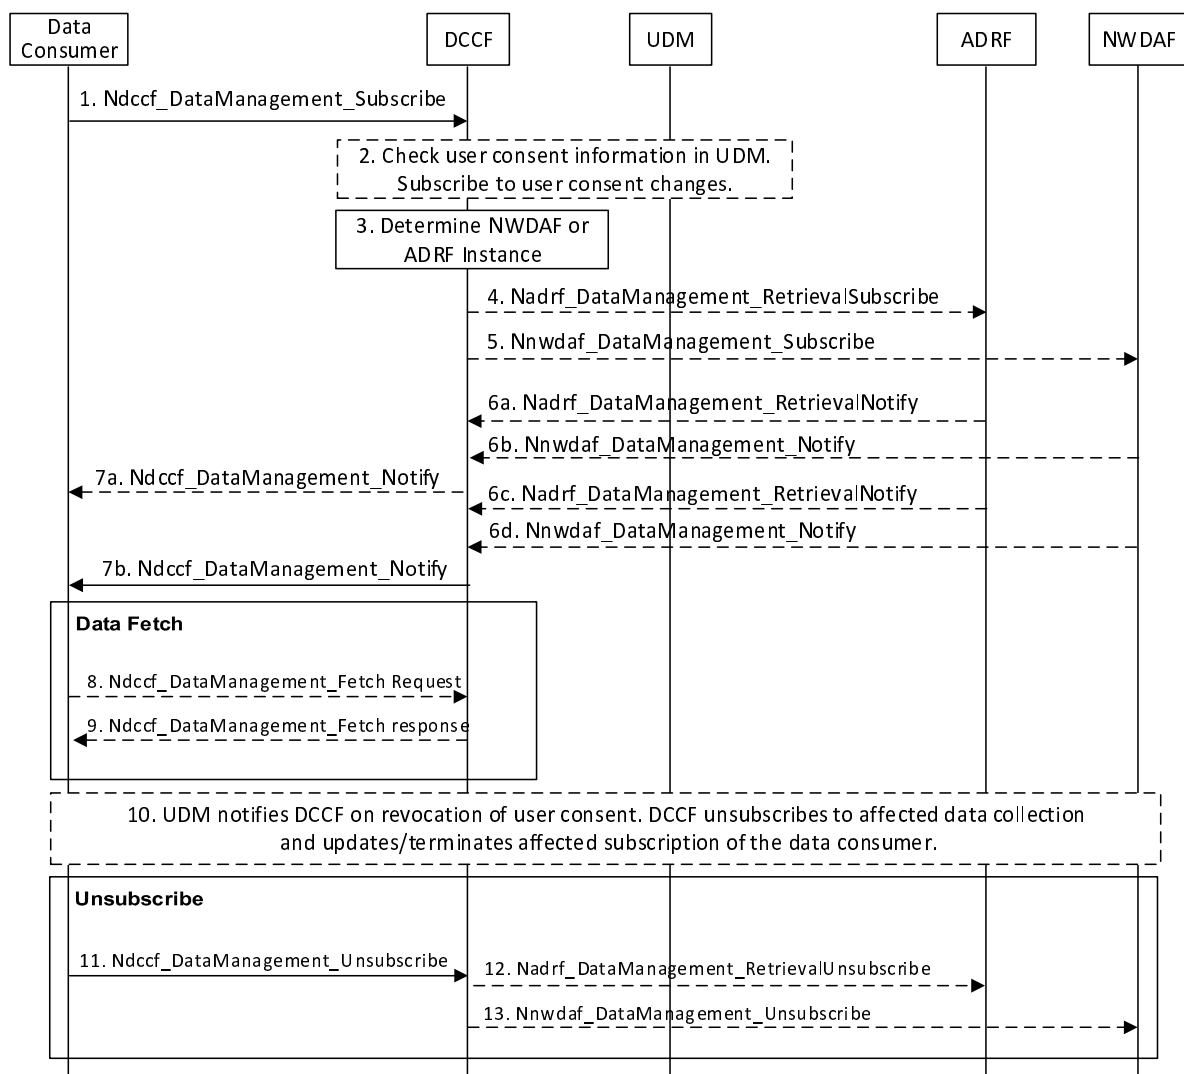 Data
Consumer
DCCF
UDM
ADRF
NWDAF
1. Ndccf_DataManagement_Subscribe
2. Check user consent information in UDM.
Subscribe to user consent changes.
3. Determine NWDAF or
ADRF Instance
4. Nadrf_DataManagement_RetrievalSubscribe
5. Nnwdaf_DataManagement_Subscribe
6a. Nadrf_DataManagement_RetrievalNotify
6b. Nnwdaf_DataManagement_Notify
7a. Ndccf_DataManagement_Notify
6c. Nadrf_DataManagement_RetrievalNotify
6d. Nnwdaf_DataManagement_Notify
7b. Ndccf_DataManagement_Notify
Data Fetch
8. Ndccf_DataManagement_Fetch Request
9. Ndccf_DataManagement_Fetch response
10. UDM notifies DCCF on revocation of user consent. DCCF unsubscribes to affected data collection
and updates/terminates affected subscription of the data consumer.
Unsubscribe
11. Ndccf_DataManagement_Unsubscribe
12. Nadrf_DataManagement_RetrievalUnsubscribe
13. Nnwdaf_DataManagement_Unsubscribe